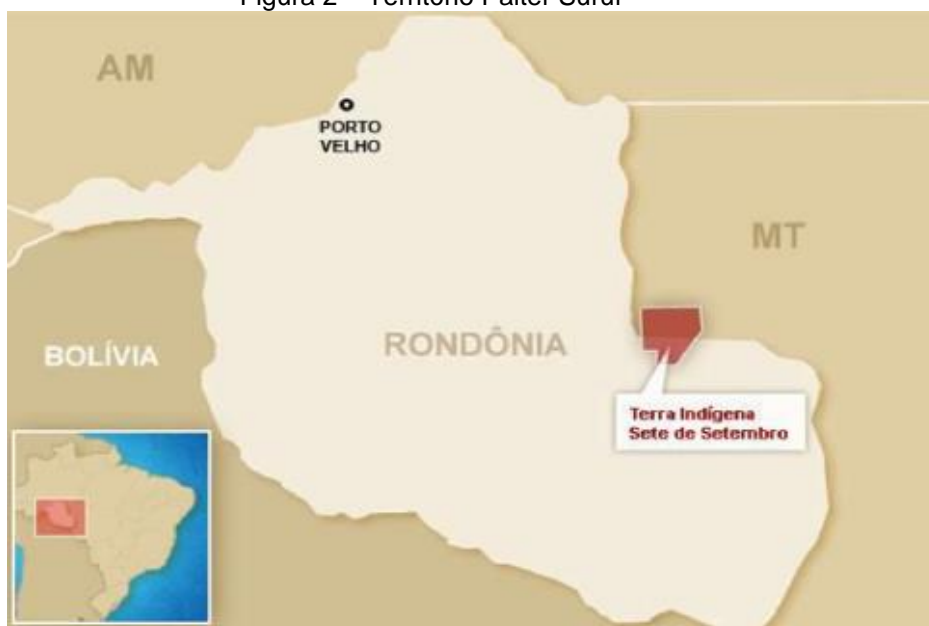 AM
PORTO
VELHO
MT
RONDÔNIA
BOLÍVIA
Terra Indígena
Sete de Setembro